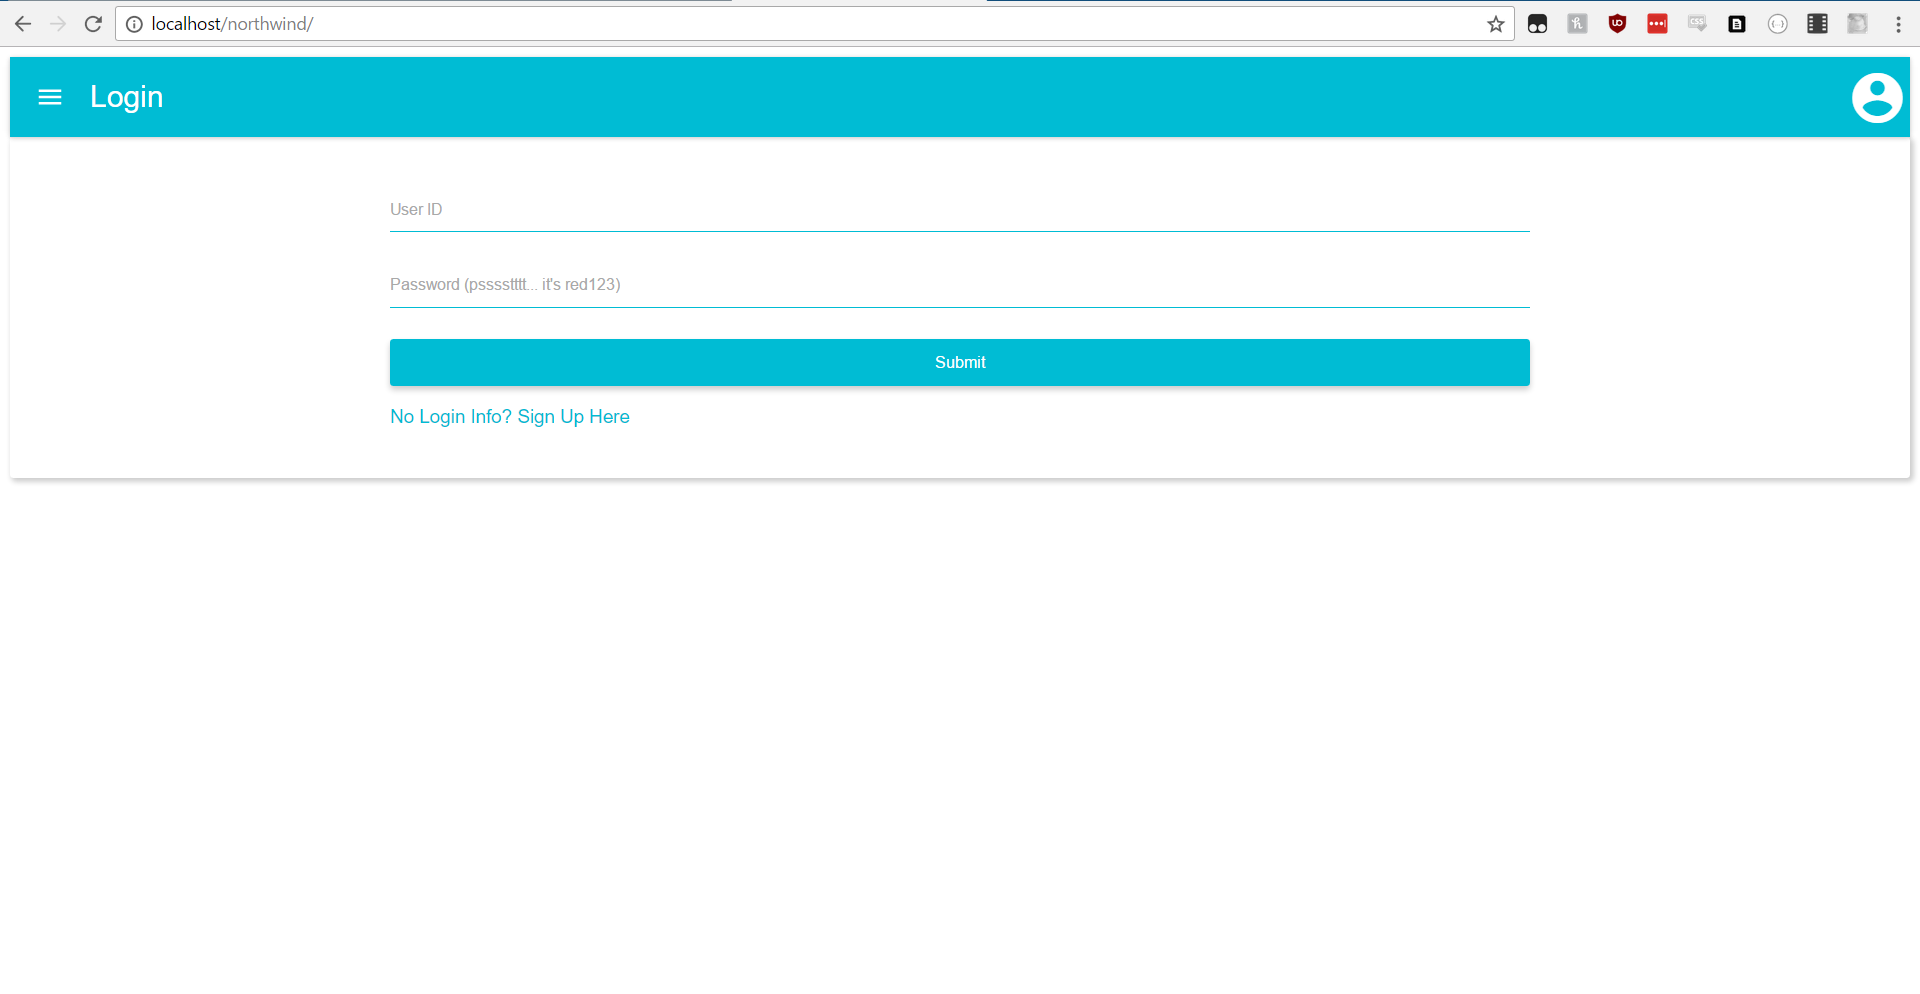 localhost/northwind/
Login
User ID
Password (psssstttt... it's red123)
Submit
No Login Info? Sign Up Here